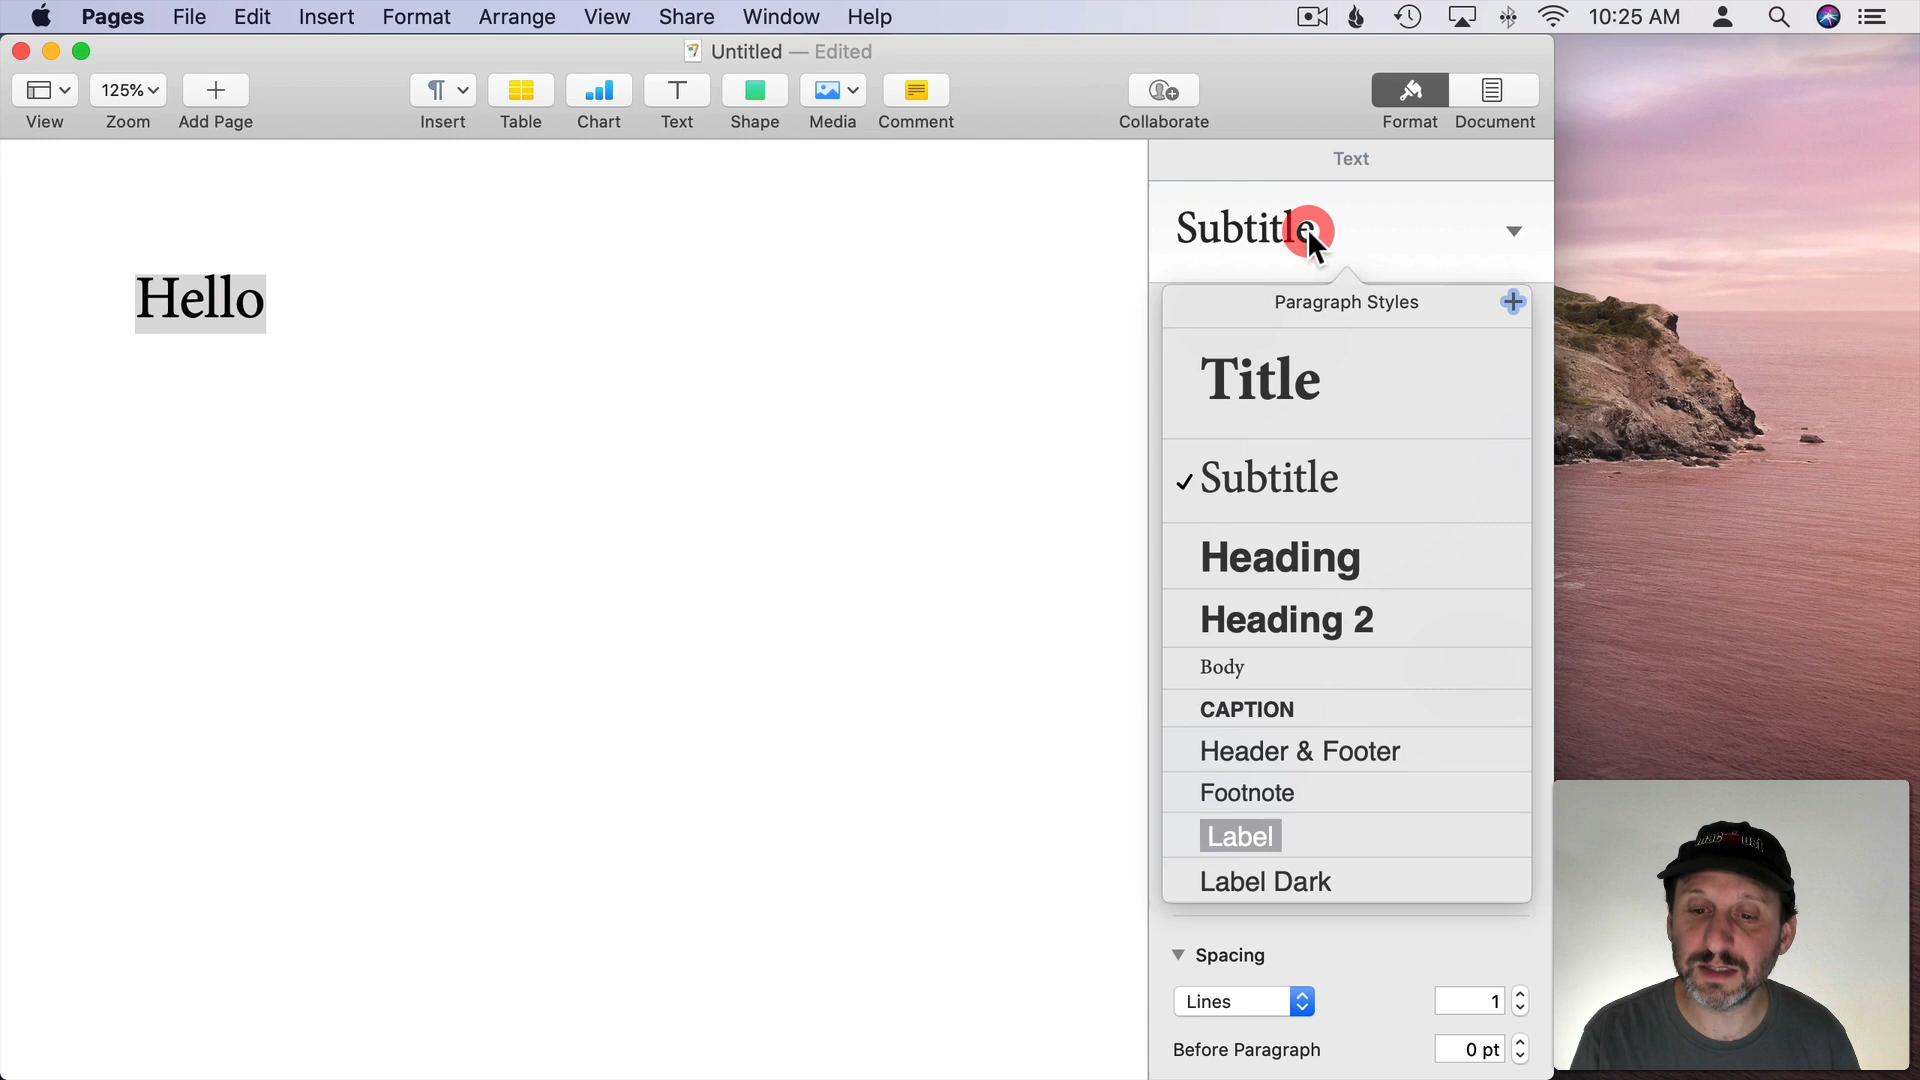 Pages File Edit Insert Format Arrange View Share Window Help 10:25 AM
Untitled — Edited
125%
View Zoom Add Page Insert Table Chart Text Shape Media Comment Collaborate Format Document
Text
Subtitle
Hello
Paragraph Styles
Title
Subtitle
Heading
Heading 2
Body
CAPTION
Header & Footer
Footnote
Label
Label Dark
Spacing
Lines 1
Before Paragraph 0 pt